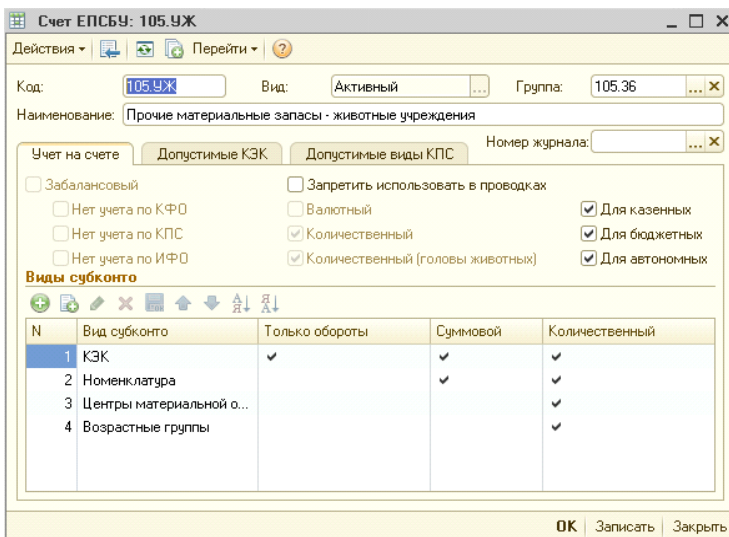 Счет ЕПСБУ: 105.УЖ
Действия Перейти
Код: 105.УЖ Вид: Активный ... Группа: 105.36 ...
Наименование: Прочие материальные запасы - животные учреждения
Учет на счете Допустимые КЭК Допустимые виды КПС Номер журнала: ...
Забалансовый Запретить использовать в проводках
Нет учета по КФО Валютный Для казенных
Нет учета по КПС Количественный Для бюджетных
Нет учета по ИФО Количественный (головы животных) Для автономных
Виды субконто
N Вид субконто Только обороты Суммовой Количественный
1 КЭК
2 Номенклатура
3 Центры материальной о...
4 Возрастные группы
OK Записать Закрыть